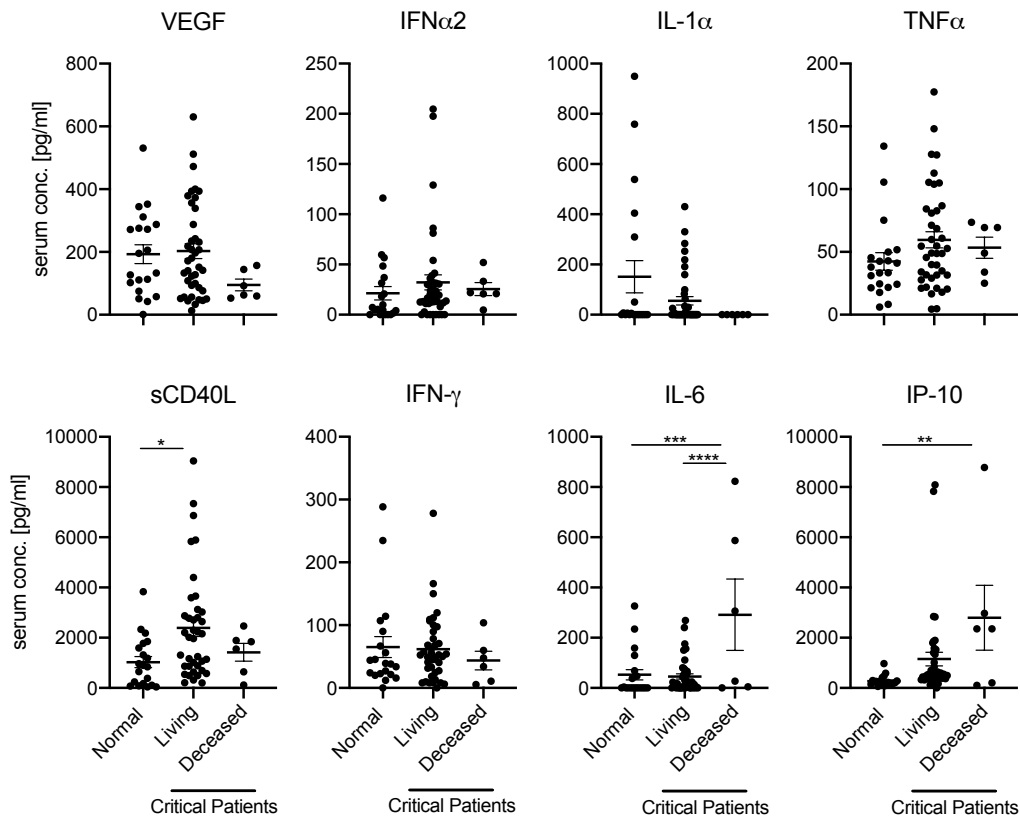 VEGF IFNα2 IL-1α TNFα
serum conc. [pg/ml]
800 600 400 200 0
250 200 150 100 50 0
1000 800 600 400 200 0
200 150 100 50 0
sCD40L IFN-γ IL-6 IP-10
serum conc. [pg/ml]
10000 8000 6000 4000 2000 0
*
400 300 200 100 0
1000 800 600 400 200 0
***
****
10000 8000 6000 4000 2000 0
**
Normal Living Deceased Normal Living Deceased Normal Living Deceased Normal Living Deceased
Critical Patients Critical Patients Critical Patients Critical Patients